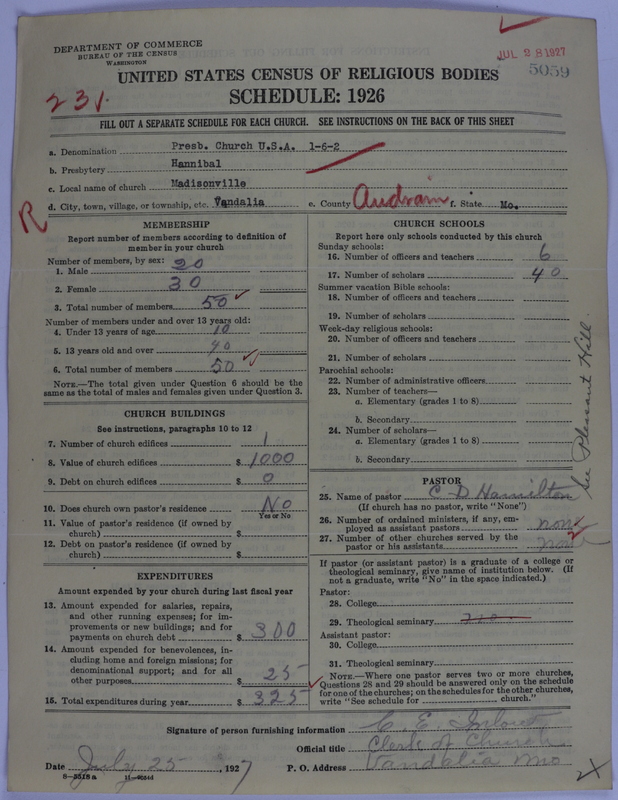 DEPARTMENT OF COMMERCE
BUREAU OF THE CENSUS
WASHINGTON
JUL 28 1927
5059
UNITED STATES CENSUS OF RELIGIOUS BODIES
231.
SCHEDULE: 1926
FILL OUT A SEPARATE SCHEDULE FOR EACH CHURCH. SEE INSTRUCTIONS ON THE BACK OF THIS SHEET
a. Denomination Presb. Church U.S.A. 1-6-2
b. Presbytery Hannibal
c. Local name of church Madisonville
d. City, town, village, or township, etc. Vandalia e. County Audrain f. State Mo.
R
MEMBERSHIP
Report number of members according to definition of
member in your church
Number of members, by sex:
1. Male 20
2. Female 30
3. Total number of members 50
Number of members under and over 13 years old:
4. Under 13 years of age 10
5. 13 years old and over 40
6. Total number of members 50
NOTE.—The total given under Question 6 should be the
same as the total of males and females given under Question 3.
CHURCH BUILDINGS
See instructions, paragraphs 10 to 12
7. Number of church edifices 1
8. Value of church edifices $ 1000
9. Debt on church edifices $ 0
10. Does church own pastor's residence No
Yes or No
11. Value of pastor's residence (if owned by
church) $
12. Debt on pastor's residence (if owned by
church) $
EXPENDITURES
Amount expended by your church during last fiscal year
13. Amount expended for salaries, repairs,
and other running expenses; for im-
provements or new buildings; and for
payments on church debt $ 300
14. Amount expended for benevolences, in-
cluding home and foreign missions; for
denominational support; and for all
other purposes $ 25
15. Total expenditures during year $ 325
CHURCH SCHOOLS
Report here only schools conducted by this church
Sunday schools:
16. Number of officers and teachers 6
17. Number of scholars 40
Summer vacation Bible schools:
18. Number of officers and teachers
19. Number of scholars
Week-day religious schools:
20. Number of officers and teachers
21. Number of scholars
Parochial schools:
22. Number of administrative officers
23. Number of teachers—
a. Elementary (grades 1 to 8)
b. Secondary
24. Number of scholars—
a. Elementary (grades 1 to 8)
b. Secondary
See Pleasant Hill
PASTOR
25. Name of pastor C D Hamilton
(If church has no pastor, write "None")
26. Number of ordained ministers, if any, em-
ployed as assistant pastors none
27. Number of other churches served by the 2
pastor or his assistants none
If pastor (or assistant pastor) is a graduate of a college or
theological seminary, give name of institution below. (If
not a graduate, write "No" in the space indicated.)
Pastor:
28. College
29. Theological seminary no
Assistant pastor:
30. College
31. Theological seminary
NOTE.—Where one pastor serves two or more churches,
Questions 28 and 29 should be answered only on the schedule
for one of the churches; on the schedules for the other churches,
write "See schedule for church."
Signature of person furnishing information C. E.
Official title Clerk of Church
Date July 25, 1927 P. O. Address Vandalia Mo
8-5518a